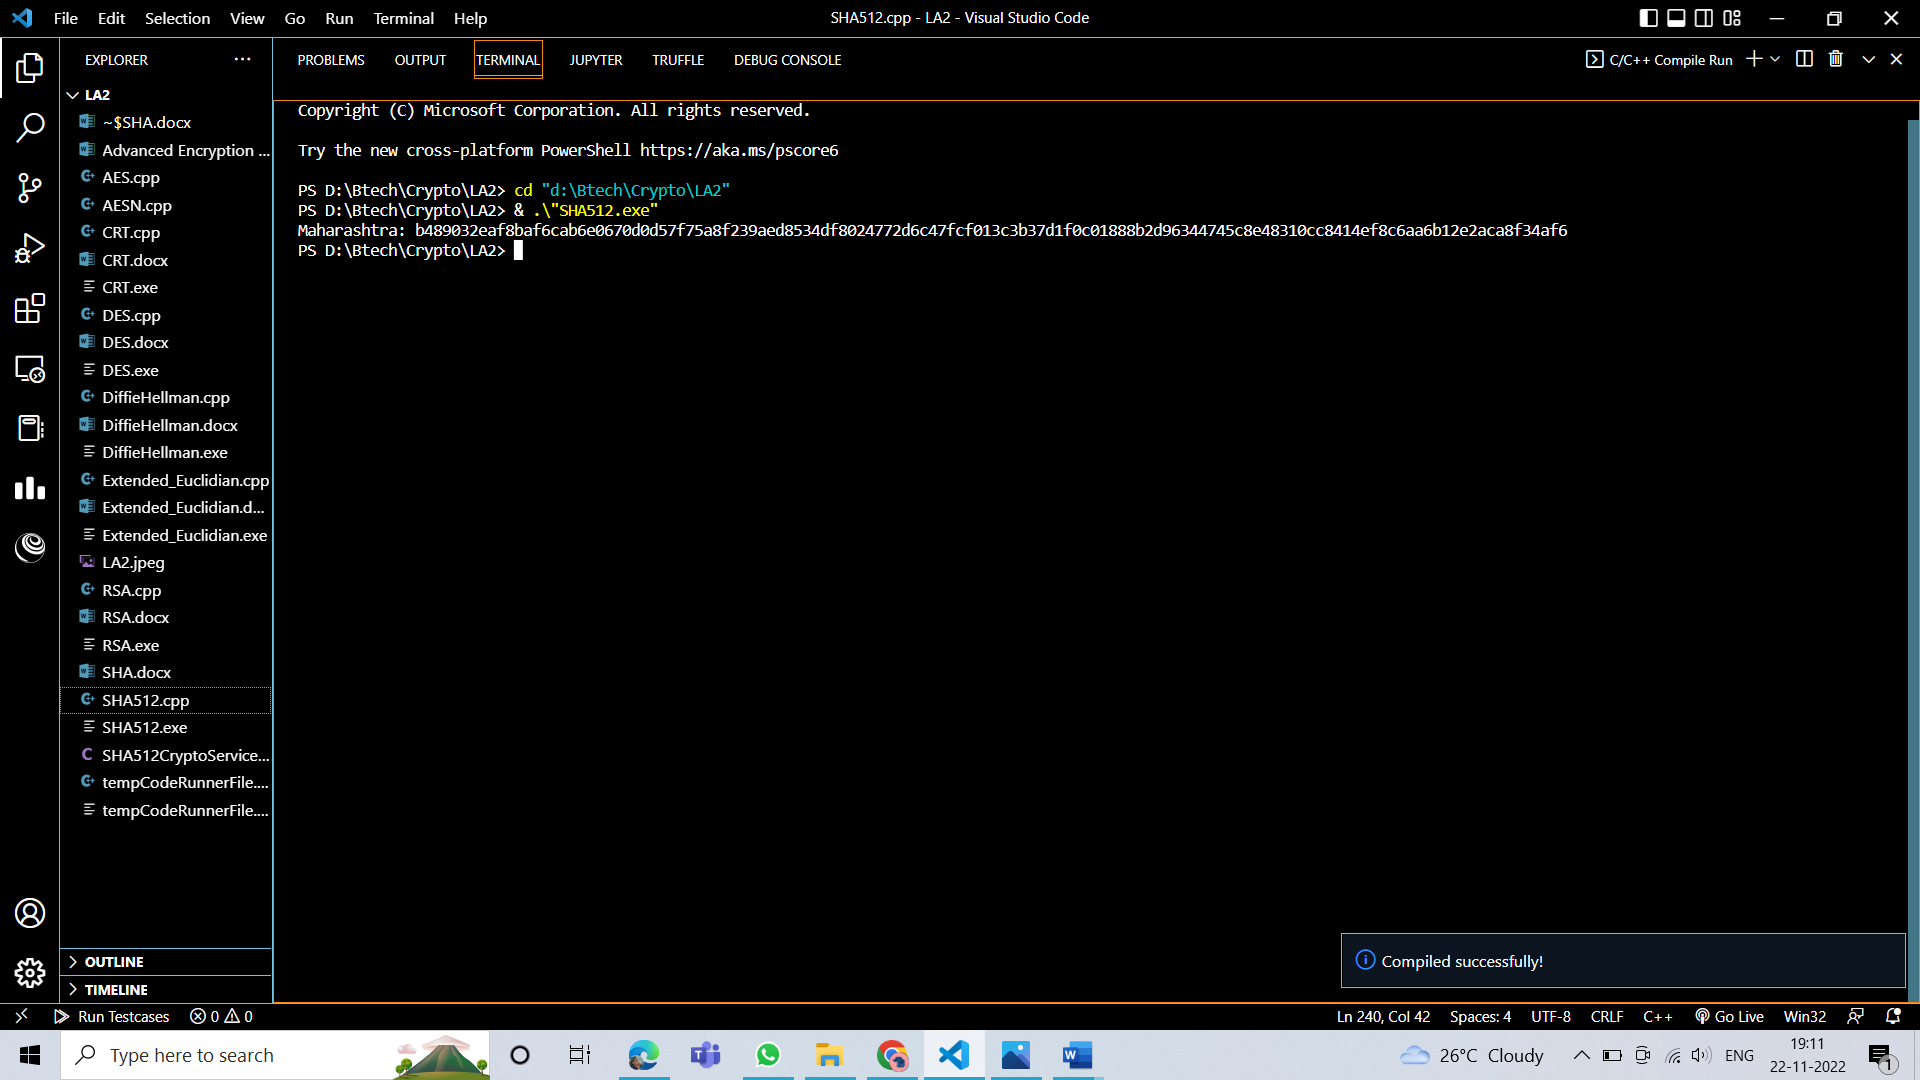 File Edit Selection View Go Run Terminal Help
SHA512.cpp - LA2 - Visual Studio Code
EXPLORER
LA2
~$SHA.docx
Advanced Encryption ...
AES.cpp
AESN.cpp
CRT.cpp
CRT.docx
CRT.exe
DES.cpp
DES.docx
DES.exe
DiffieHellman.cpp
DiffieHellman.docx
DiffieHellman.exe
Extended_Euclidian.cpp
Extended_Euclidian.d...
Extended_Euclidian.exe
LA2.jpeg
RSA.cpp
RSA.docx
RSA.exe
SHA.docx
SHA512.cpp
SHA512.exe
SHA512CryptoService...
tempCodeRunnerFile....
tempCodeRunnerFile....
OUTLINE
TIMELINE
PROBLEMS OUTPUT TERMINAL JUPYTER TRUFFLE DEBUG CONSOLE
C/C++ Compile Run
Copyright (C) Microsoft Corporation. All rights reserved.
Try the new cross-platform PowerShell https://aka.ms/pscore6
PS D:\Btech\Crypto\LA2> cd "d:\Btech\Crypto\LA2"
PS D:\Btech\Crypto\LA2> & .\"SHA512.exe"
Maharashtra: b489032eaf8baf6cab6e0670d0d57f75a8f239aed8534df8024772d6c47fcf013c3b37d1f0c01888b2d96344745c8e48310cc8414ef8c6aa6b12e2aca8f34af6
PS D:\Btech\Crypto\LA2>
Compiled successfully!
Run Testcases 0 0
Ln 240, Col 42 Spaces: 4 UTF-8 CRLF C++ Go Live Win32
Type here to search
26°C Cloudy
ENG
19:11
22-11-2022
1